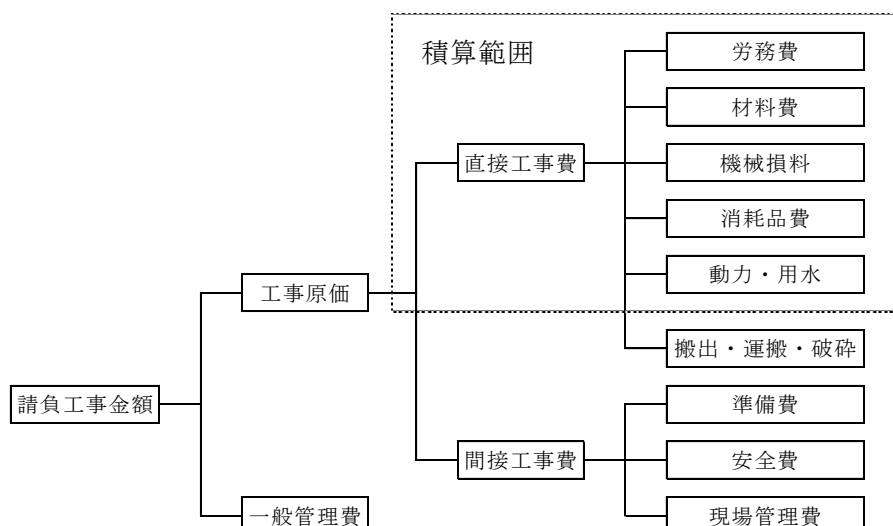 積算範囲
労務費
材料費
直接工事費
機械損料
消耗品費
工事原価
動力・用水
搬出・運搬・破砕
請負工事金額
準備費
間接工事費
安全費
一般管理費
現場管理費